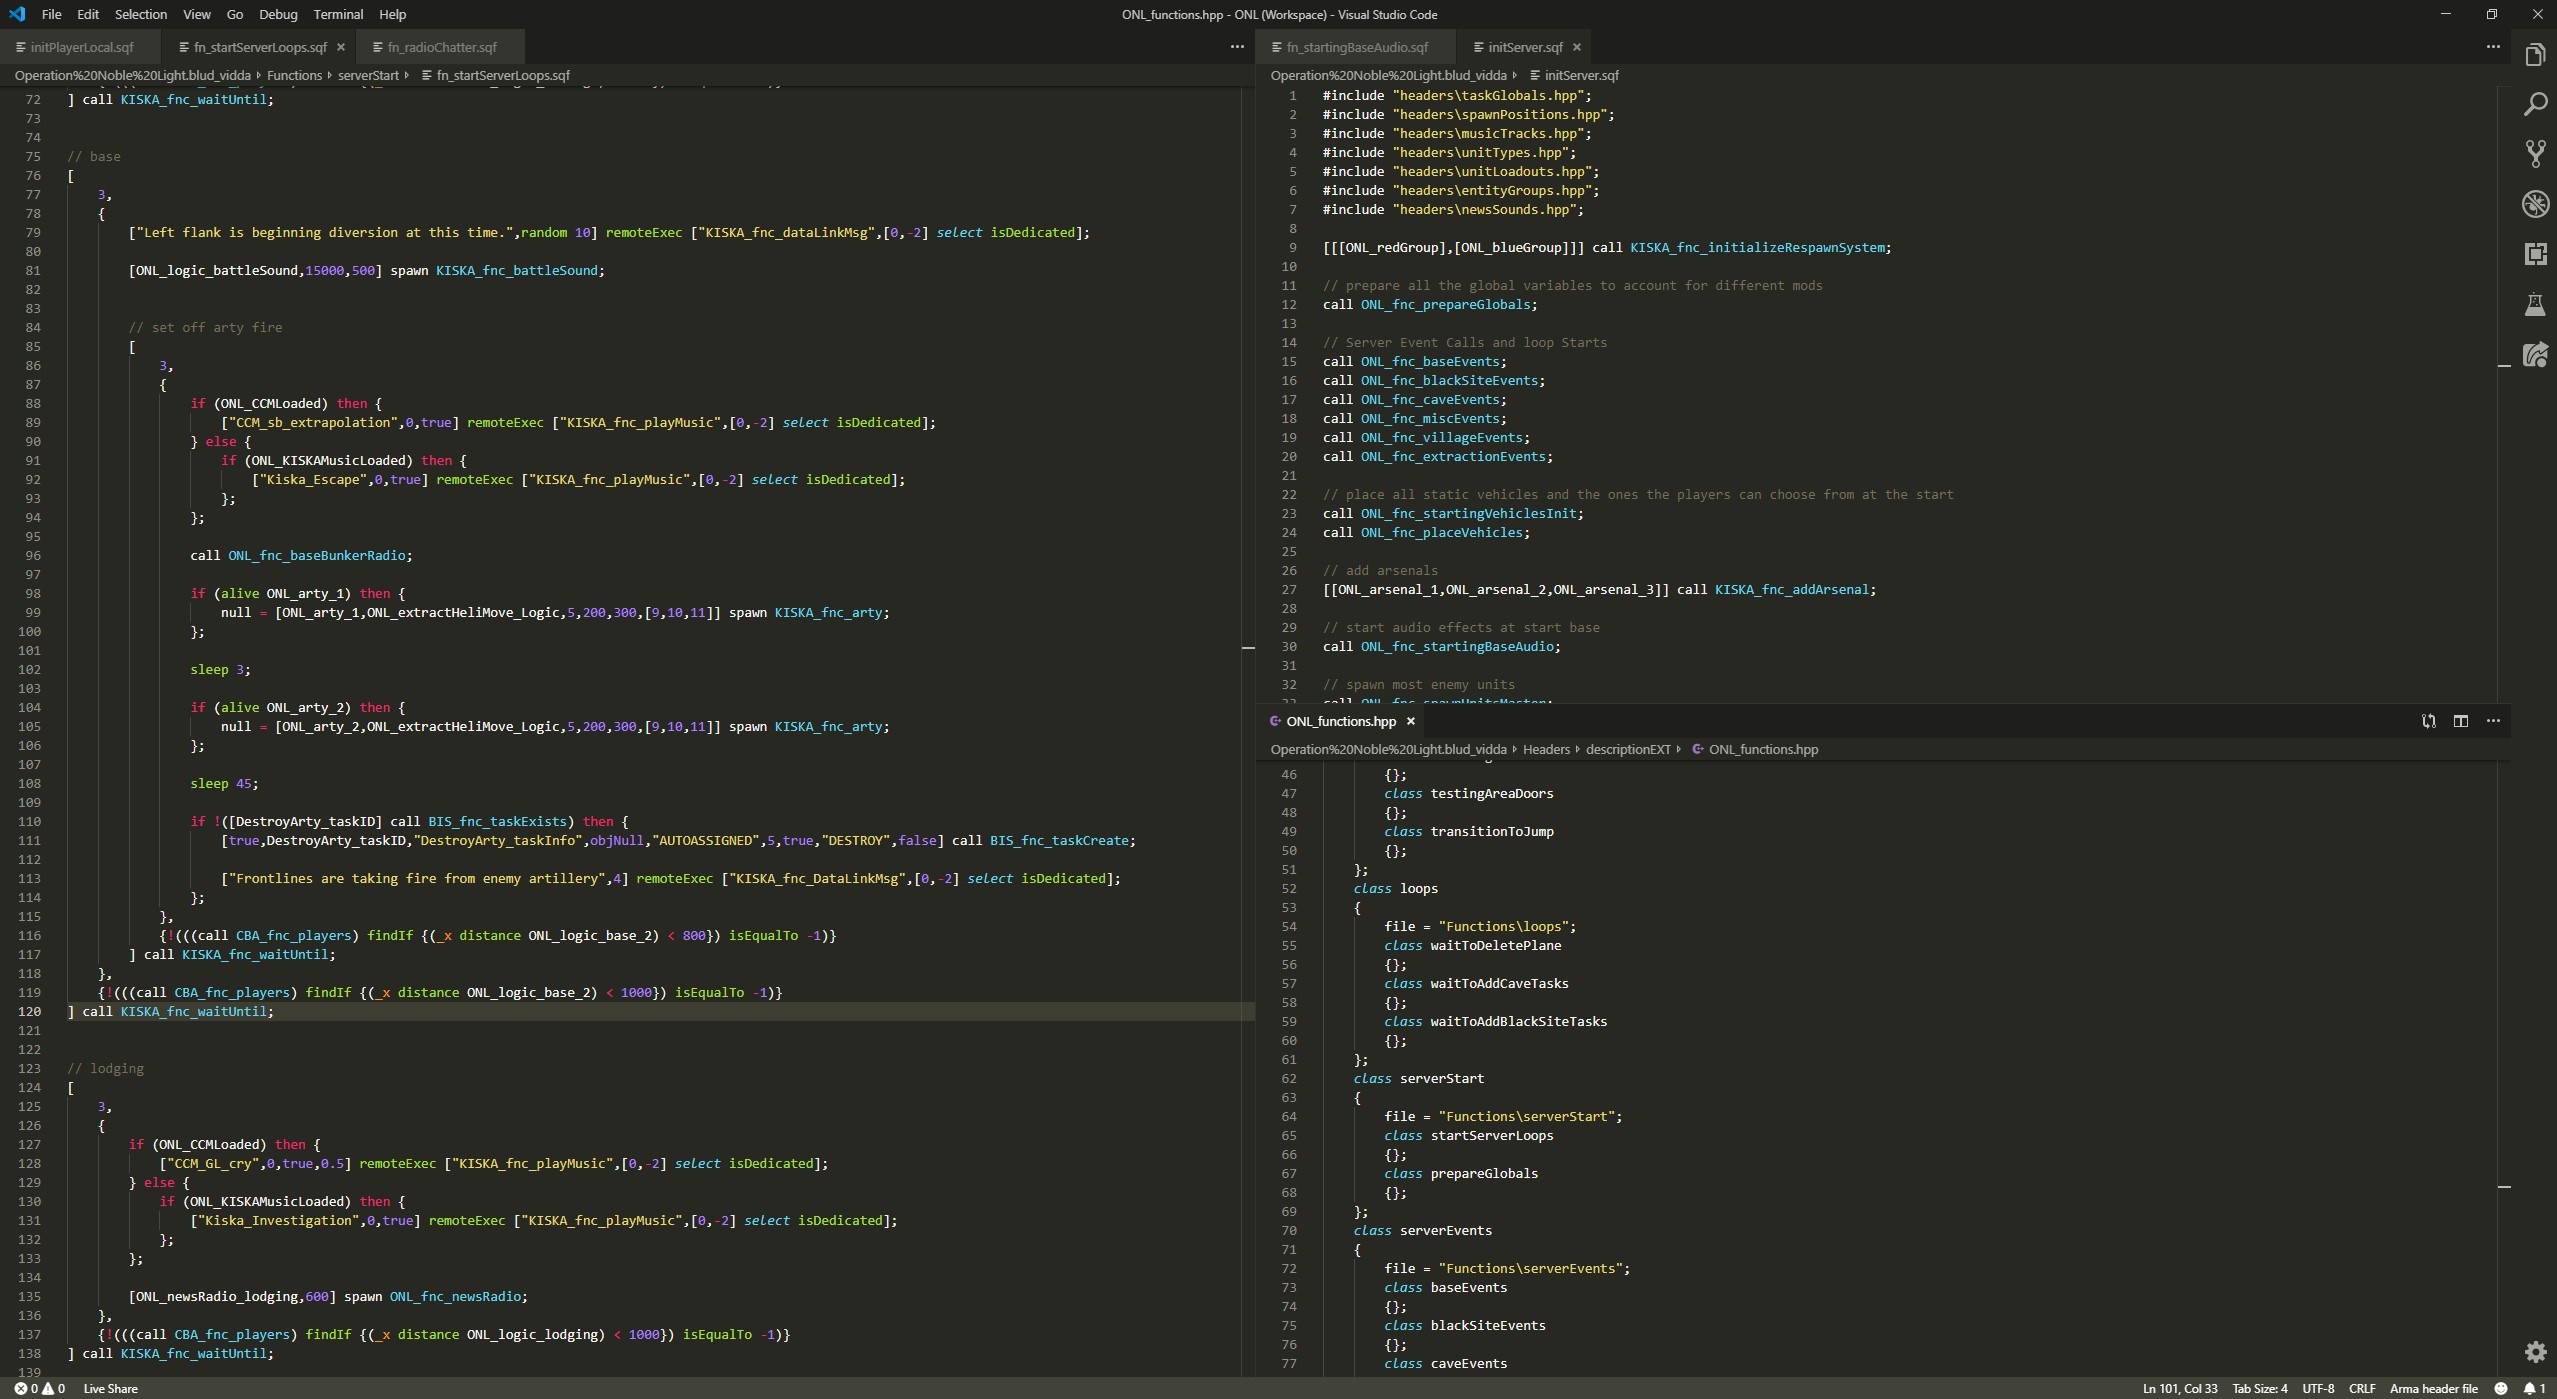 File Edit Selection View Go Debug Terminal Help
ONL_functions.hpp - ONL (Workspace) - Visual Studio Code
initPlayerLocal.sqf fn_startServerLoops.sqf × fn_radioChatter.sqf ···
Operation%20Noble%20Light.blud_vidda Functions serverStart fn_startServerLoops.sqf
72 ] call KISKA_fnc_waitUntil;
73
74
75 // base
76 [
77 3,
78 {
79 ["Left flank is beginning diversion at this time.",random 10] remoteExec ["KISKA_fnc_dataLinkMsg",[0,-2] select isDedicated];
80
81 [ONL_logic_battleSound,15000,500] spawn KISKA_fnc_battleSound;
82
83
84 // set off arty fire
85 [
86 3,
87 {
88 if (ONL_CCMLoaded) then {
89 ["CCM_sb_extrapolation",0,true] remoteExec ["KISKA_fnc_playMusic",[0,-2] select isDedicated];
90 } else {
91 if (ONL_KISKAMusicLoaded) then {
92 ["Kiska_Escape",0,true] remoteExec ["KISKA_fnc_playMusic",[0,-2] select isDedicated];
93 };
94 };
95
96 call ONL_fnc_baseBunkerRadio;
97
98 if (alive ONL_arty_1) then {
99 null = [ONL_arty_1,ONL_extractHeliMove_Logic,5,200,300,[9,10,11]] spawn KISKA_fnc_arty;
100 };
101
102 sleep 3;
103
104 if (alive ONL_arty_2) then {
105 null = [ONL_arty_2,ONL_extractHeliMove_Logic,5,200,300,[9,10,11]] spawn KISKA_fnc_arty;
106 };
107
108 sleep 45;
109
110 if !([DestroyArty_taskID] call BIS_fnc_taskExists) then {
111 [true,DestroyArty_taskID,"DestroyArty_taskInfo",objNull,"AUTOASSIGNED",5,true,"DESTROY",false] call BIS_fnc_taskCreate;
112
113 ["Frontlines are taking fire from enemy artillery",4] remoteExec ["KISKA_fnc_DataLinkMsg",[0,-2] select isDedicated];
114 };
115 },
116 {!(((call CBA_fnc_players) findIf {(_x distance ONL_logic_base_2) < 800}) isEqualTo -1)}
117 ] call KISKA_fnc_waitUntil;
118 },
119 {!(((call CBA_fnc_players) findIf {(_x distance ONL_logic_base_2) < 1000}) isEqualTo -1)}
120 ] call KISKA_fnc_waitUntil;
121
122
123 // lodging
124 [
125 3,
126 {
127 if (ONL_CCMLoaded) then {
128 ["CCM_GL_cry",0,true,0.5] remoteExec ["KISKA_fnc_playMusic",[0,-2] select isDedicated];
129 } else {
130 if (ONL_KISKAMusicLoaded) then {
131 ["Kiska_Investigation",0,true] remoteExec ["KISKA_fnc_playMusic",[0,-2] select isDedicated];
132 };
133 };
134
135 [ONL_newsRadio_lodging,600] spawn ONL_fnc_newsRadio;
136 },
137 {!(((call CBA_fnc_players) findIf {(_x distance ONL_logic_lodging) < 1000}) isEqualTo -1)}
138 ] call KISKA_fnc_waitUntil;
139
fn_startingBaseAudio.sqf initServer.sqf × ···
Operation%20Noble%20Light.blud_vidda initServer.sqf
1 #include "headers\taskGlobals.hpp";
2 #include "headers\spawnPositions.hpp";
3 #include "headers\musicTracks.hpp";
4 #include "headers\unitTypes.hpp";
5 #include "headers\unitLoadouts.hpp";
6 #include "headers\entityGroups.hpp";
7 #include "headers\newsSounds.hpp";
8
9 [[[ONL_redGroup],[ONL_blueGroup]]] call KISKA_fnc_initializeRespawnSystem;
10
11 // prepare all the global variables to account for different mods
12 call ONL_fnc_prepareGlobals;
13
14 // Server Event Calls and loop Starts
15 call ONL_fnc_baseEvents;
16 call ONL_fnc_blackSiteEvents;
17 call ONL_fnc_caveEvents;
18 call ONL_fnc_miscEvents;
19 call ONL_fnc_villageEvents;
20 call ONL_fnc_extractionEvents;
21
22 // place all static vehicles and the ones the players can choose from at the start
23 call ONL_fnc_startingVehiclesInit;
24 call ONL_fnc_placeVehicles;
25
26 // add arsenals
27 [[ONL_arsenal_1,ONL_arsenal_2,ONL_arsenal_3]] call KISKA_fnc_addArsenal;
28
29 // start audio effects at start base
30 call ONL_fnc_startingBaseAudio;
31
32 // spawn most enemy units
33 call ONL_fnc_spawnUnitsMaster;
ONL_functions.hpp × ···
Operation%20Noble%20Light.blud_vidda Headers descriptionEXT ONL_functions.hpp
46 {};
47 class testingAreaDoors
48 {};
49 class transitionToJump
50 {};
51 };
52 class loops
53 {
54 file = "Functions\loops";
55 class waitToDeletePlane
56 {};
57 class waitToAddCaveTasks
58 {};
59 class waitToAddBlackSiteTasks
60 {};
61 };
62 class serverStart
63 {
64 file = "Functions\serverStart";
65 class startServerLoops
66 {};
67 class prepareGlobals
68 {};
69 };
70 class serverEvents
71 {
72 file = "Functions\serverEvents";
73 class baseEvents
74 {};
75 class blackSiteEvents
76 {};
77 class caveEvents
0 0 Live Share
Ln 101, Col 33 Tab Size: 4 UTF-8 CRLF Arma header file 1